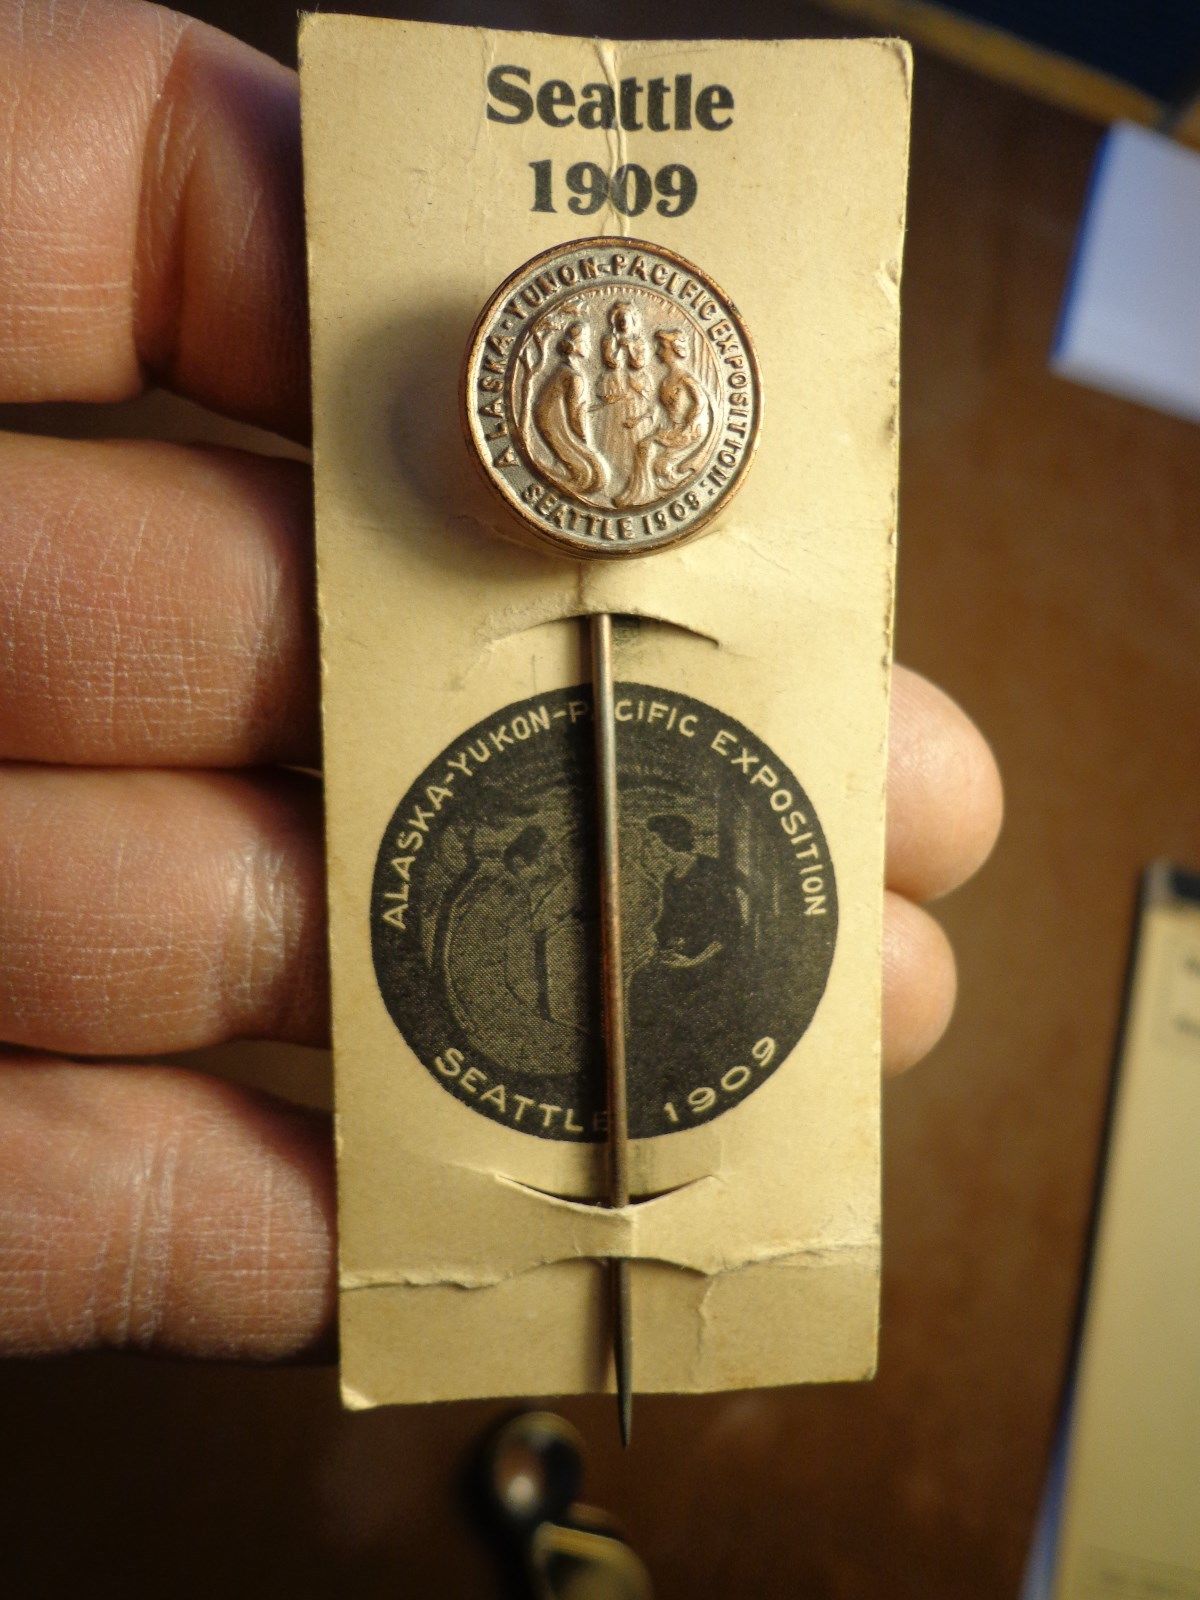 Seattle
1909
ALASKA-YUKON-PACIFIC EXPOSITION.
SEATTLE 1909
ALASKA-YUKON-PACIFIC EXPOSITION
SEATTLE 1909